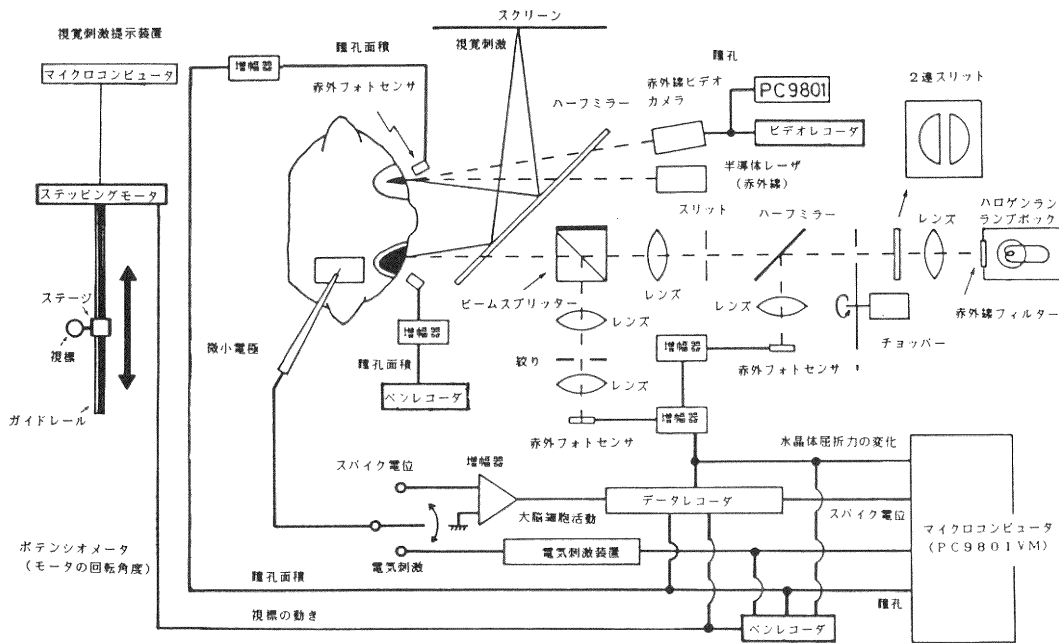 スクリーン
視覚刺激提示装置
瞳孔面積
視覚刺激
瞳孔
マイクロコンピュータ
増幅器
赤外フォトセンサ
ハーフミラー
赤外線ビデオ
カメラ
PC9801
2連スリット
ビデオレコーダ
半導体レーザ
(赤外線)
ステッピングモータ
スリット
ハーフミラー
レンズ
ハロゲンラン
ランプボック
ステージ
視標
ガイドレール
微小電極
増幅器
瞳孔面積
ペンレコーダ
ビームスプリッター
レンズ
レンズ
レンズ
絞り
レンズ
赤外フォトセンサ
増幅器
赤外フォトセンサ
増幅器
チョッパー
赤外線フィルター
水晶体屈折力の変化
スパイク電位
増幅器
大脳細胞活動
データレコーダ
スパイク電位
マイクロコンピュータ
(PC9801VM)
電気刺激
電気刺激装置
ポテンシオメータ
(モータの回転角度)
瞳孔面積
瞳孔
視標の動き
ペンレコーダ